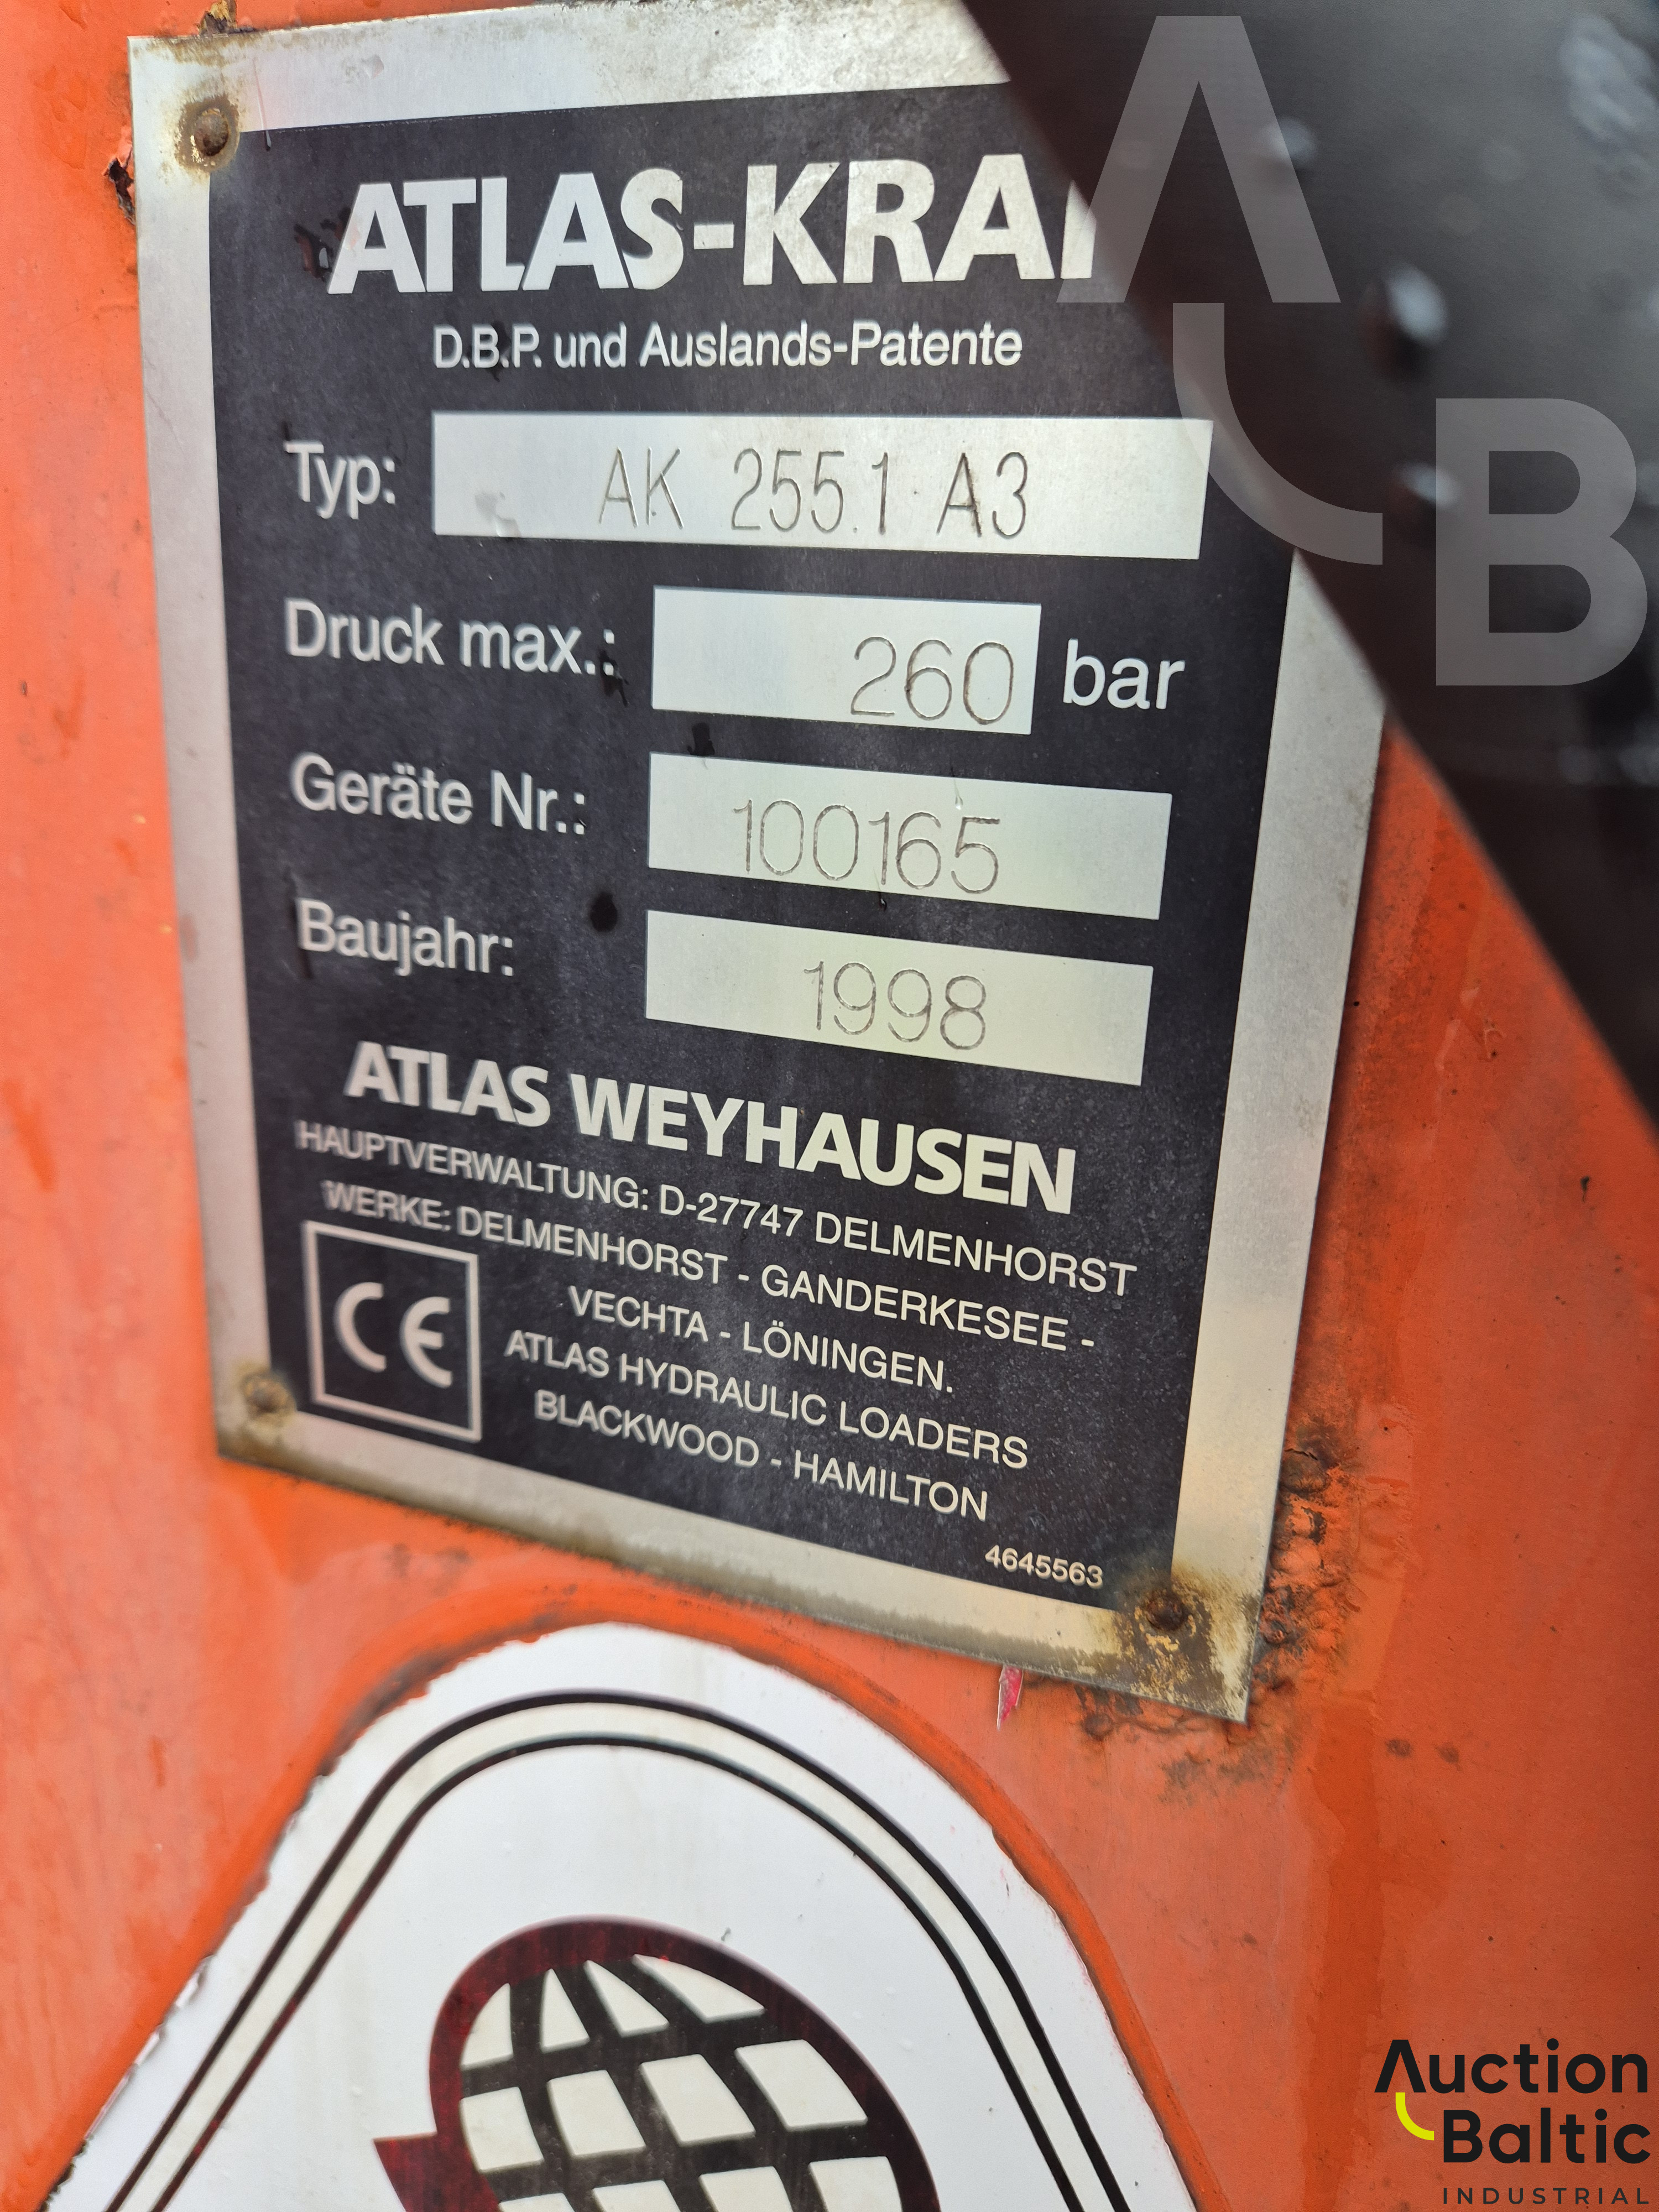 ATLAS-KRA
D.B.P. und Auslands-Patente
Typ: AK 255.1 A3
Druck max.: 260 bar
Geräte Nr.: 100165
Baujahr: 1998
ATLAS WEYHAUSEN
HAUPTVERWALTUNG: D-27747 DELMENHORST
WERKE: DELMENHORST - GANDERKESEE -
VECHTA - LÖNINGEN.
ATLAS HYDRAULIC LOADERS
BLACKWOOD - HAMILTON
CE
4645563
AB
Auction
Baltic
INDUSTRIAL